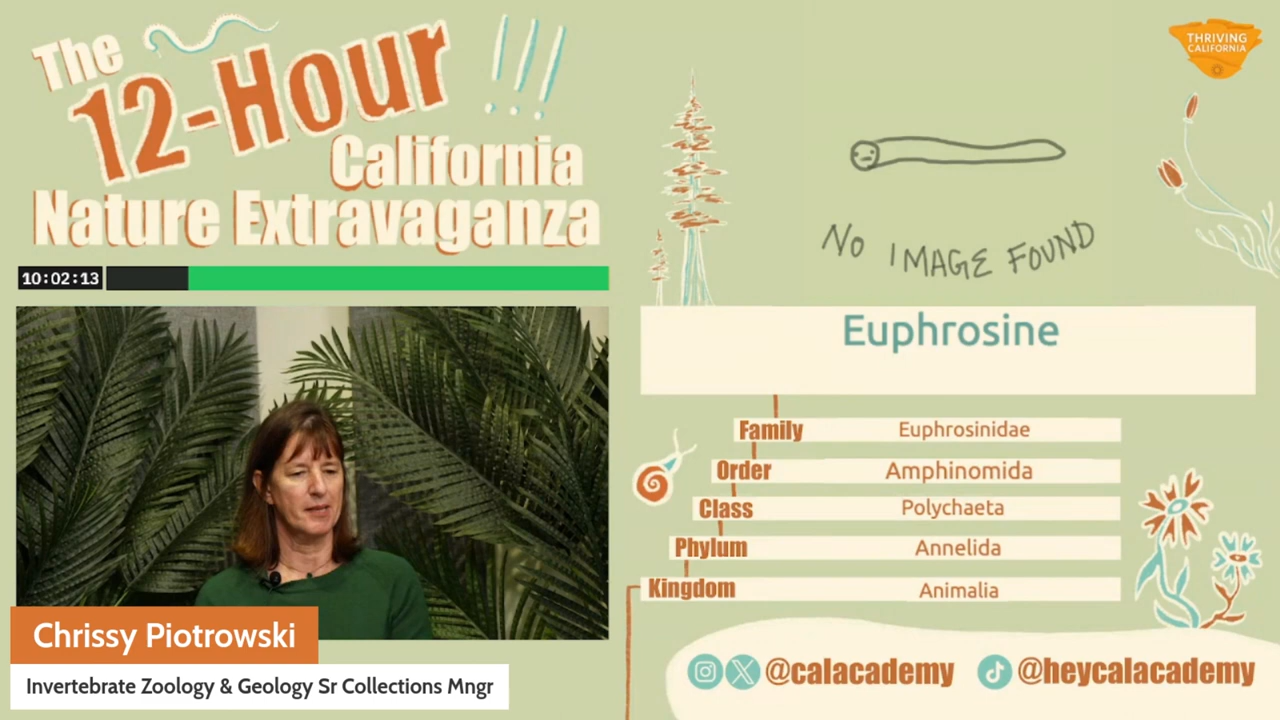 The
12-Hour
!!!
California
Nature Extravaganza
10:02:13
Chrissy Piotrowski
Invertebrate Zoology & Geology Sr Collections Mngr
THRIVING
CALIFORNIA
NO IMAGE FOUND
Euphrosine
Family Euphrosinidae
Order Amphinomida
Class Polychaeta
Phylum Annelida
Kingdom Animalia
@calacademy @heycalacademy